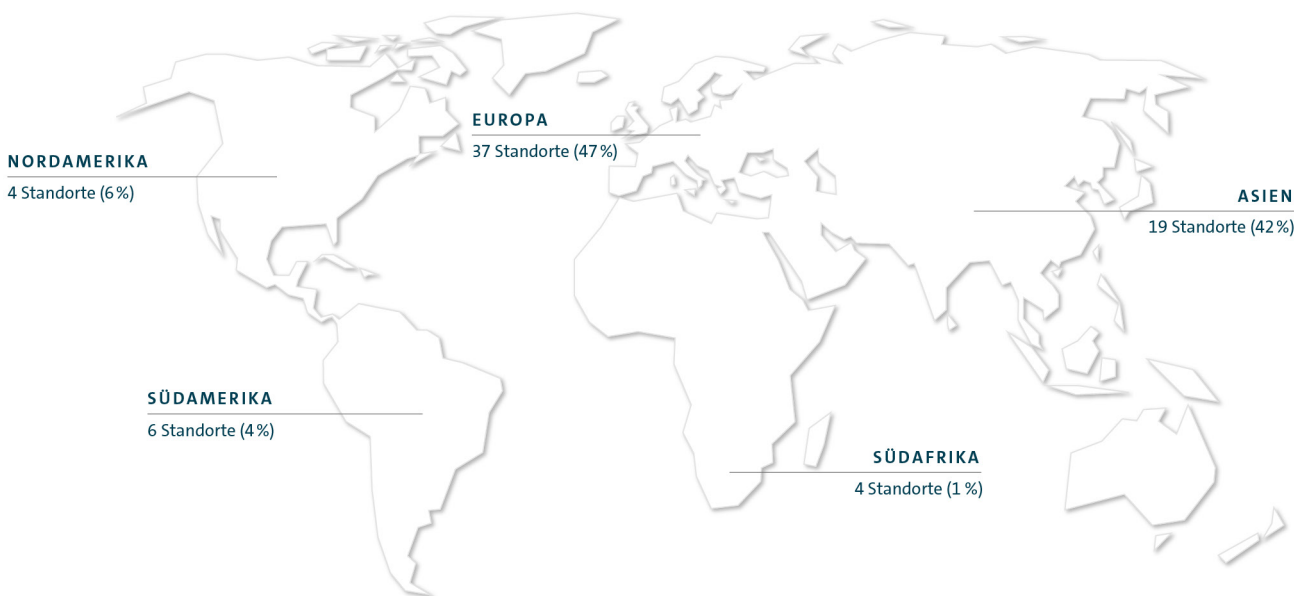 EUROPA
37 Standorte (47 %)
NORDAMERIKA
4 Standorte (6 %)
ASIEN
19 Standorte (42 %)
SÜDAMERIKA
6 Standorte (4 %)
SÜDAFRIKA
4 Standorte (1 %)